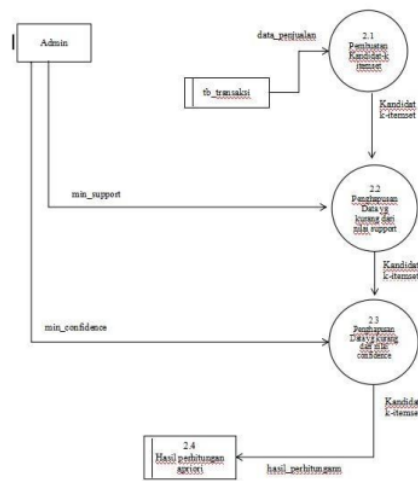 Admin
data_penjualan
2.1
Pembuatan
Kandidat-k
itemset
tb_transaksi
Kandidat
k-itemset
min_support
2.2
Penghapusan
Data yg
kurang dari
nilai support
Kandidat
k-itemset
min_confidence
2.3
Penghapusan
Data yg kurang
dari nilai
confidence
Kandidat
k-itemset
2.4
Hasil perhitungan
apriori
hasil_perhitungann